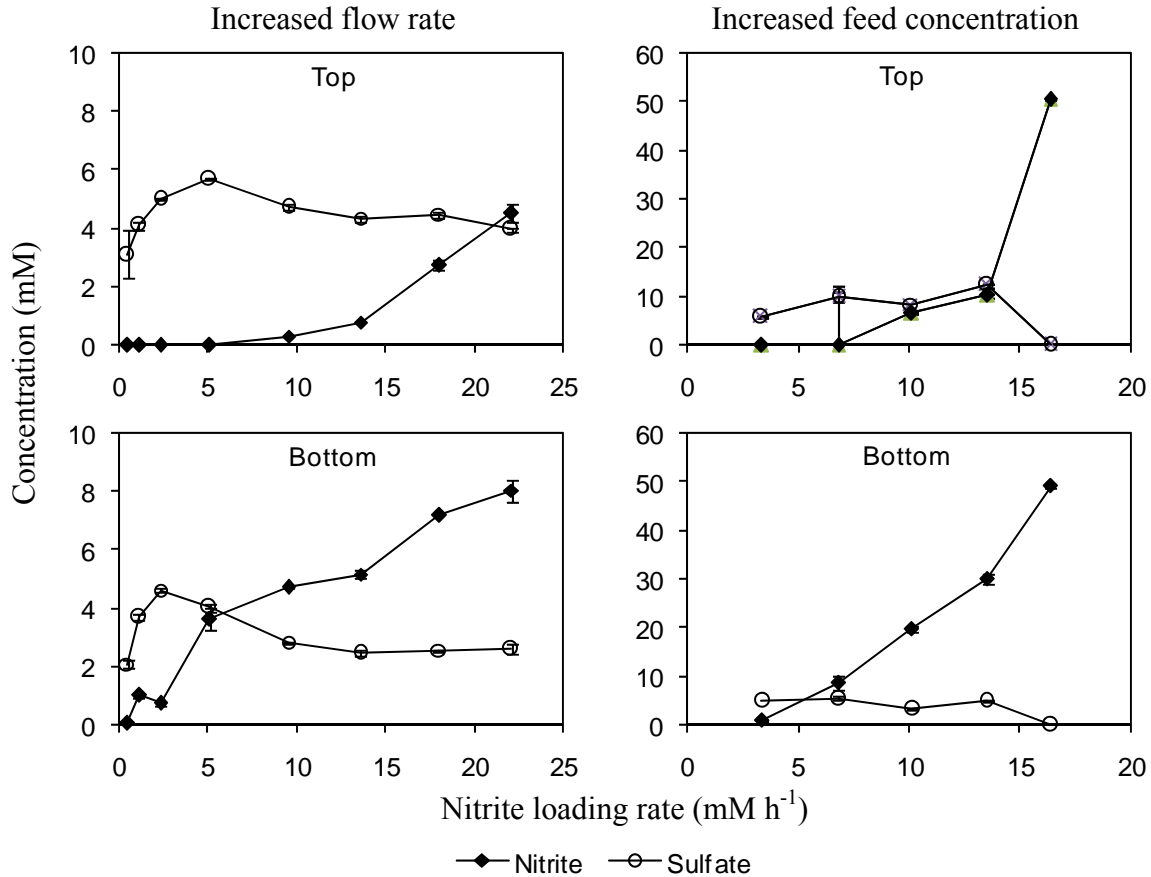 Increased flow rate
Increased feed concentration
Top
10
8
6
4
2
0
0 5 10 15 20 25
Top
60
50
40
30
20
10
0
0 5 10 15 20
Concentration (mM)
Bottom
10
8
6
4
2
0
0 5 10 15 20 25
Bottom
60
50
40
30
20
10
0
0 5 10 15 20
Nitrite loading rate (mM h⁻¹)
Nitrite Sulfate